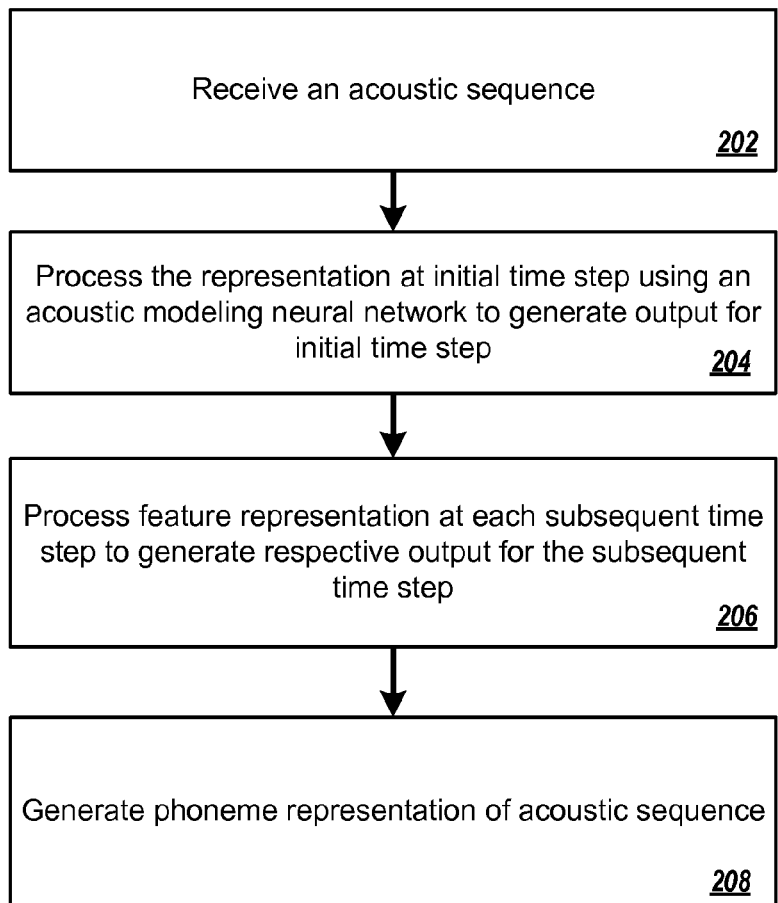 Receive an acoustic sequence
202
Process the representation at initial time step using an
acoustic modeling neural network to generate output for
initial time step
204
Process feature representation at each subsequent time
step to generate respective output for the subsequent
time step
206
Generate phoneme representation of acoustic sequence
208